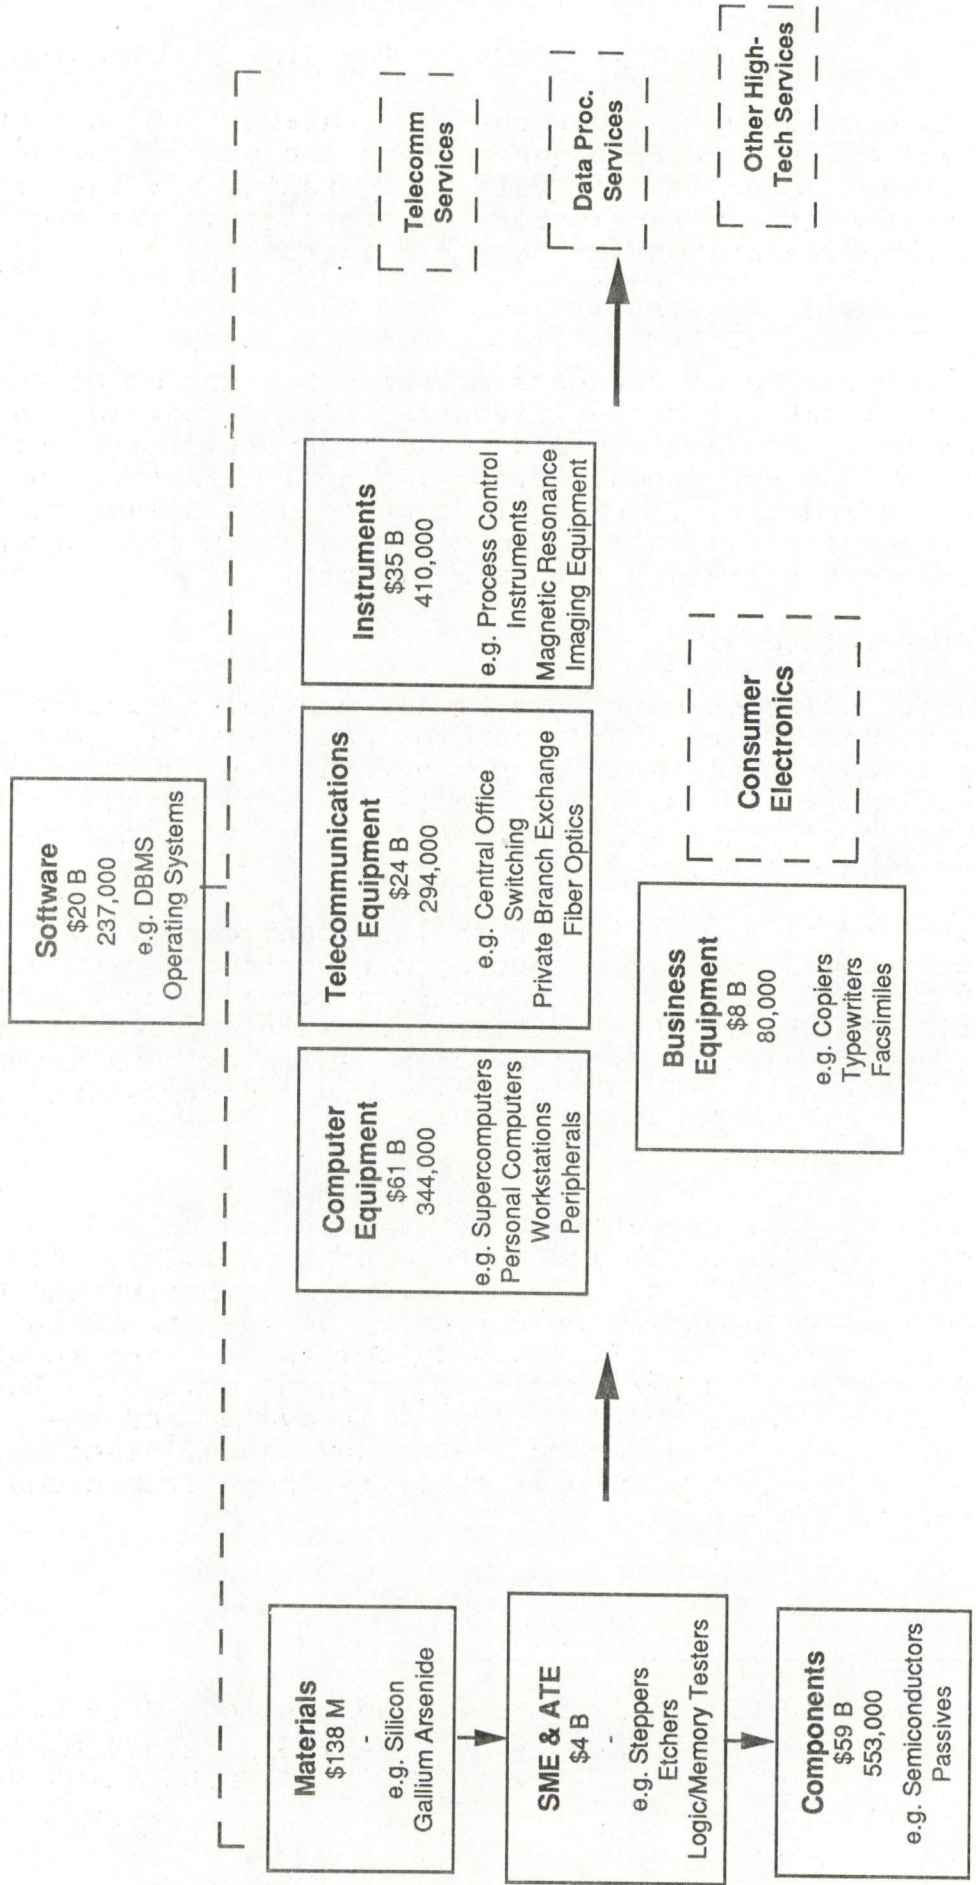 Software
$20 B
237,000
e.g. DBMS
Operating Systems
Materials
$138 M
-
e.g. Silicon
Gallium Arsenide
SME & ATE
$4 B
-
e.g. Steppers
Etchers
Logic/Memory Testers
Components
$59 B
553,000
e.g. Semiconductors
Passives
Computer
Equipment
$61 B
344,000
e.g. Supercomputers
Personal Computers
Workstations
Peripherals
Telecommunications
Equipment
$24 B
294,000
e.g. Central Office
Switching
Private Branch Exchange
Fiber Optics
Instruments
$35 B
410,000
e.g. Process Control
Instruments
Magnetic Resonance
Imaging Equipment
Business
Equipment
$8 B
80,000
e.g. Copiers
Typewriters
Facsimiles
Consumer
Electronics
Telecomm
Services
Data Proc.
Services
Other High-
Tech Services